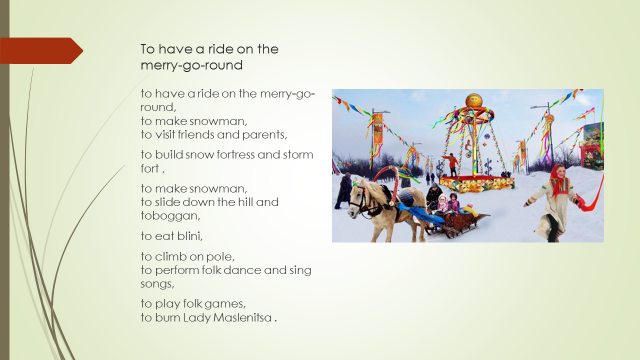 To have a ride on the
merry-go-round
to have a ride on the merry-go-
round,
to make snowman,
to visit friends and parents,
to build snow fortress and storm
fort ,
to make snowman,
to slide down the hill and
toboggan,
to eat blini,
to climb on pole,
to perform folk dance and sing
songs,
to play folk games,
to burn Lady Maslenitsa .